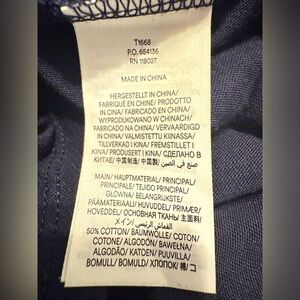 T1668
P.O. 654136
RN 118027
MADE IN CHINA
HERGESTELLT IN CHINA/
FABRIQUÉ EN CHINE/ PRODOTTO
IN CINA/ FABRICADO EN CHINA/
WYPRODUKOWANO W CHINACH/
FABRICADO NA CHINA/ VERVAARDIGD
IN CHINA/ VALMISTETTU KIINASSA/
TILLVERKAD I KINA/ FREMSTILLET I
KINA/ PRODUSERT I KINA/ СДЕЛАНО В
КИТАЕ/ 中国制造/ 中国製/ صنع في الصين
MAIN/ HAUPTMATERIAL/ PRINCIPAL/
PRINCIPALE/ TEJIDO PRINCIPAL/
GŁÓWNA/ BELANGRIJKSTE/
PÄÄMATERIAALI/ HUVUDDEL/ PRIMÆR/
HOVEDDEL/ ОСНОВНАЯ ТКАНЬ/ 主面料/
メイン/ القماش الرئيسي
50% COTTON/ BAUMWOLLE/ COTON/
COTONE/ ALGODÓN/ BAWEŁNA/
ALGODÃO/ KATOEN/ PUUVILLA/
BOMULL/ BOMULD/ ХЛОПОК/ 棉/ コ